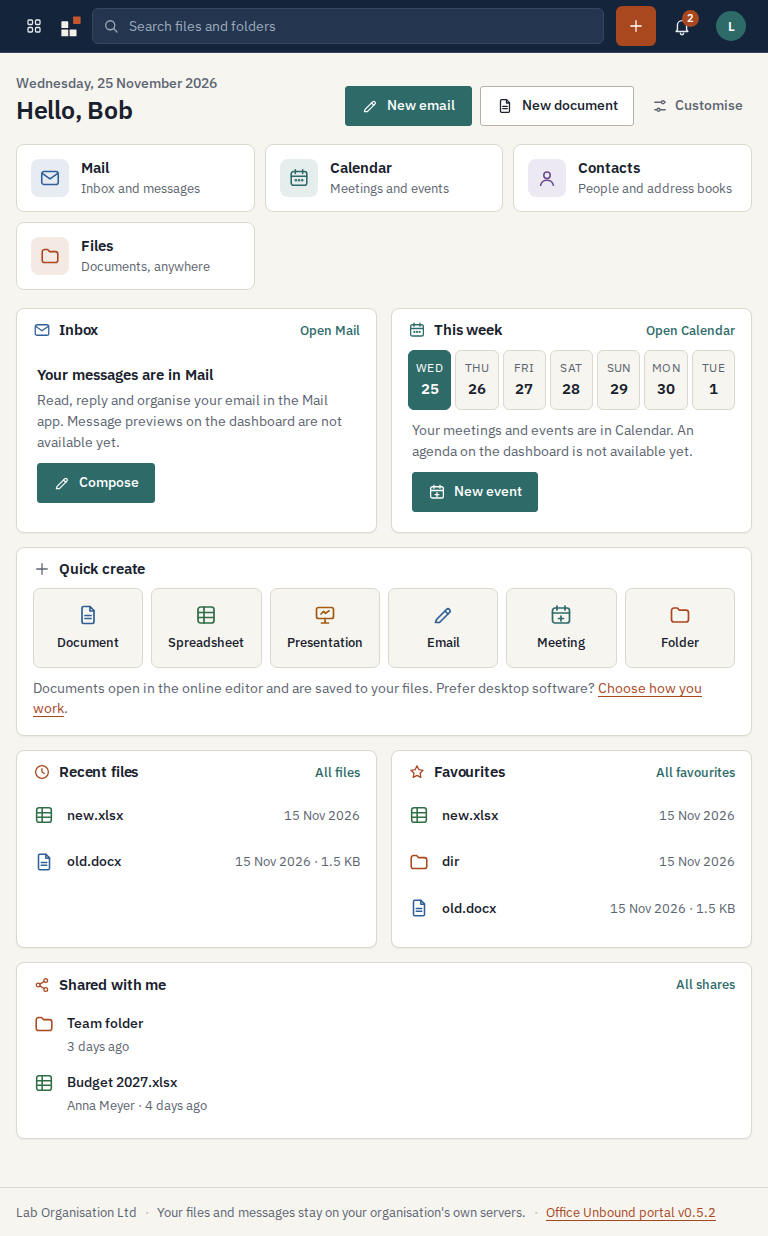 Search files and folders
2
L
Wednesday, 25 November 2026
Hello, Bob
New email
New document
Customise
Mail
Inbox and messages
Calendar
Meetings and events
Contacts
People and address books
Files
Documents, anywhere
Inbox
Open Mail
Your messages are in Mail
Read, reply and organise your email in the Mail
app. Message previews on the dashboard are not
available yet.
Compose
This week
Open Calendar
WED THU FRI SAT SUN MON TUE
25 26 27 28 29 30 1
Your meetings and events are in Calendar. An
agenda on the dashboard is not available yet.
New event
Quick create
Document
Spreadsheet
Presentation
Email
Meeting
Folder
Documents open in the online editor and are saved to your files. Prefer desktop software? Choose how you
work.
Recent files
All files
new.xlsx 15 Nov 2026
old.docx 15 Nov 2026 · 1.5 KB
Favourites
All favourites
new.xlsx 15 Nov 2026
dir 15 Nov 2026
old.docx 15 Nov 2026 · 1.5 KB
Shared with me
All shares
Team folder
3 days ago
Budget 2027.xlsx
Anna Meyer · 4 days ago
Lab Organisation Ltd · Your files and messages stay on your organisation's own servers. · Office Unbound portal v0.5.2